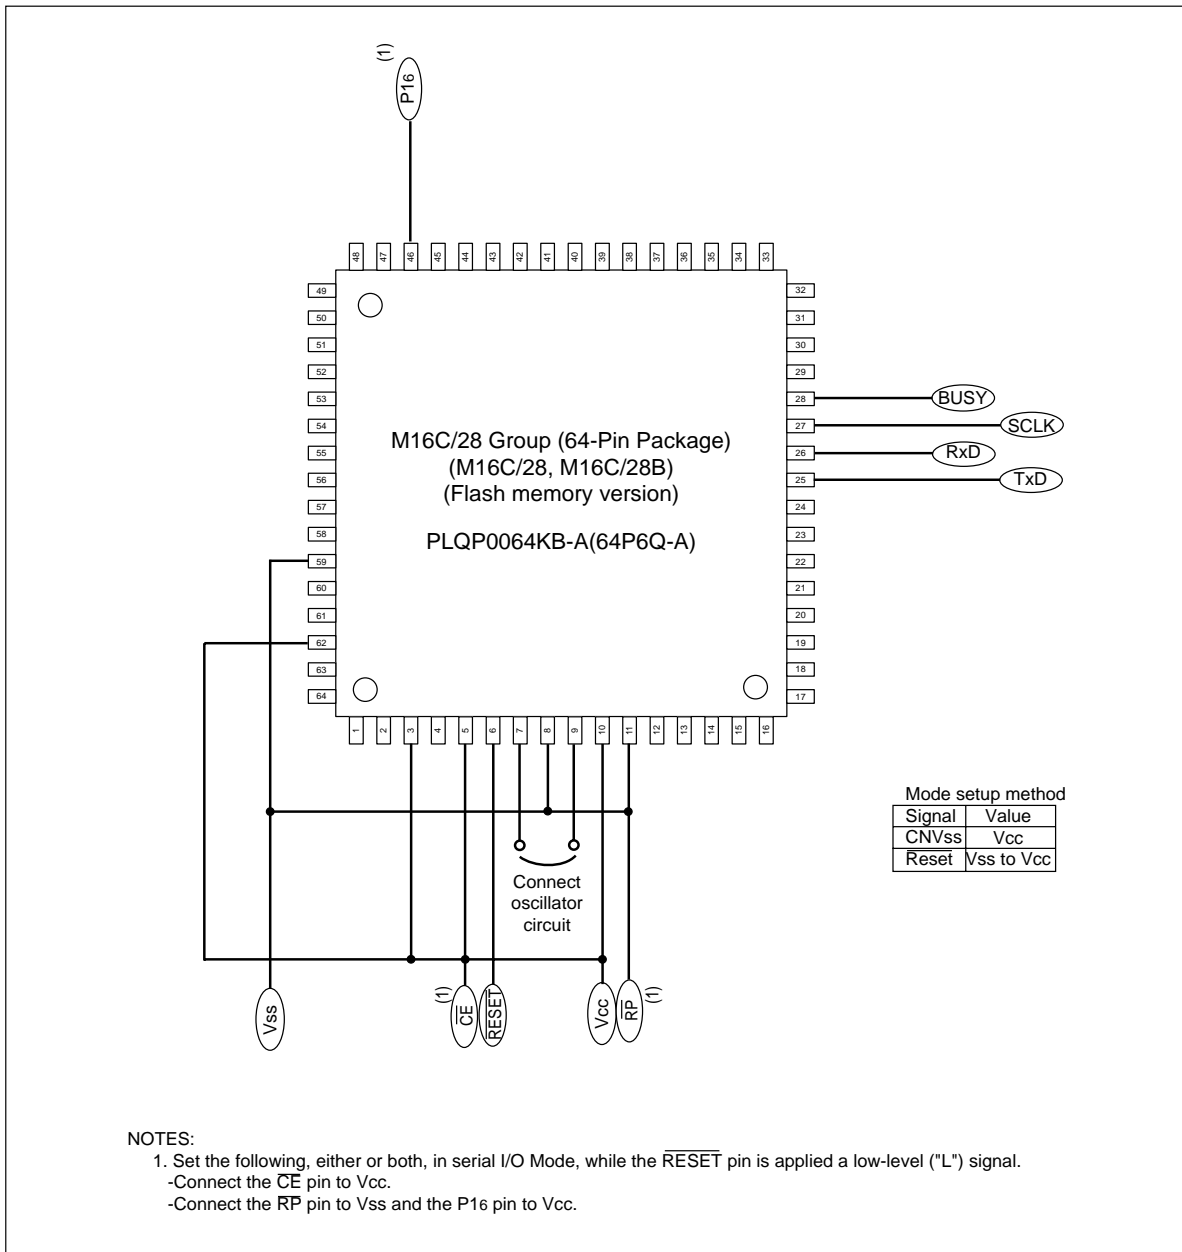 (1)
P16
48 47 46 45 44 43 42 41 40 39 38 37 36 35 34 33
49
50
51
52
53
54
55
56
57
58
59
60
61
62
63
64
32
31
30
29
28
27
26
25
24
23
22
21
20
19
18
17
BUSY
SCLK
RxD
TxD
M16C/28 Group (64-Pin Package)
(M16C/28, M16C/28B)
(Flash memory version)
PLQP0064KB-A(64P6Q-A)
1 2 3 4 5 6 7 8 9 10 11 12 13 14 15 16
Connect
oscillator
circuit
Mode setup method
Signal Value
CNVss Vcc
Reset Vss to Vcc
Vss
(1)
CE
RESET
Vcc
RP
(1)
NOTES:
1. Set the following, either or both, in serial I/O Mode, while the RESET pin is applied a low-level ("L") signal.
-Connect the CE pin to Vcc.
-Connect the RP pin to Vss and the P16 pin to Vcc.